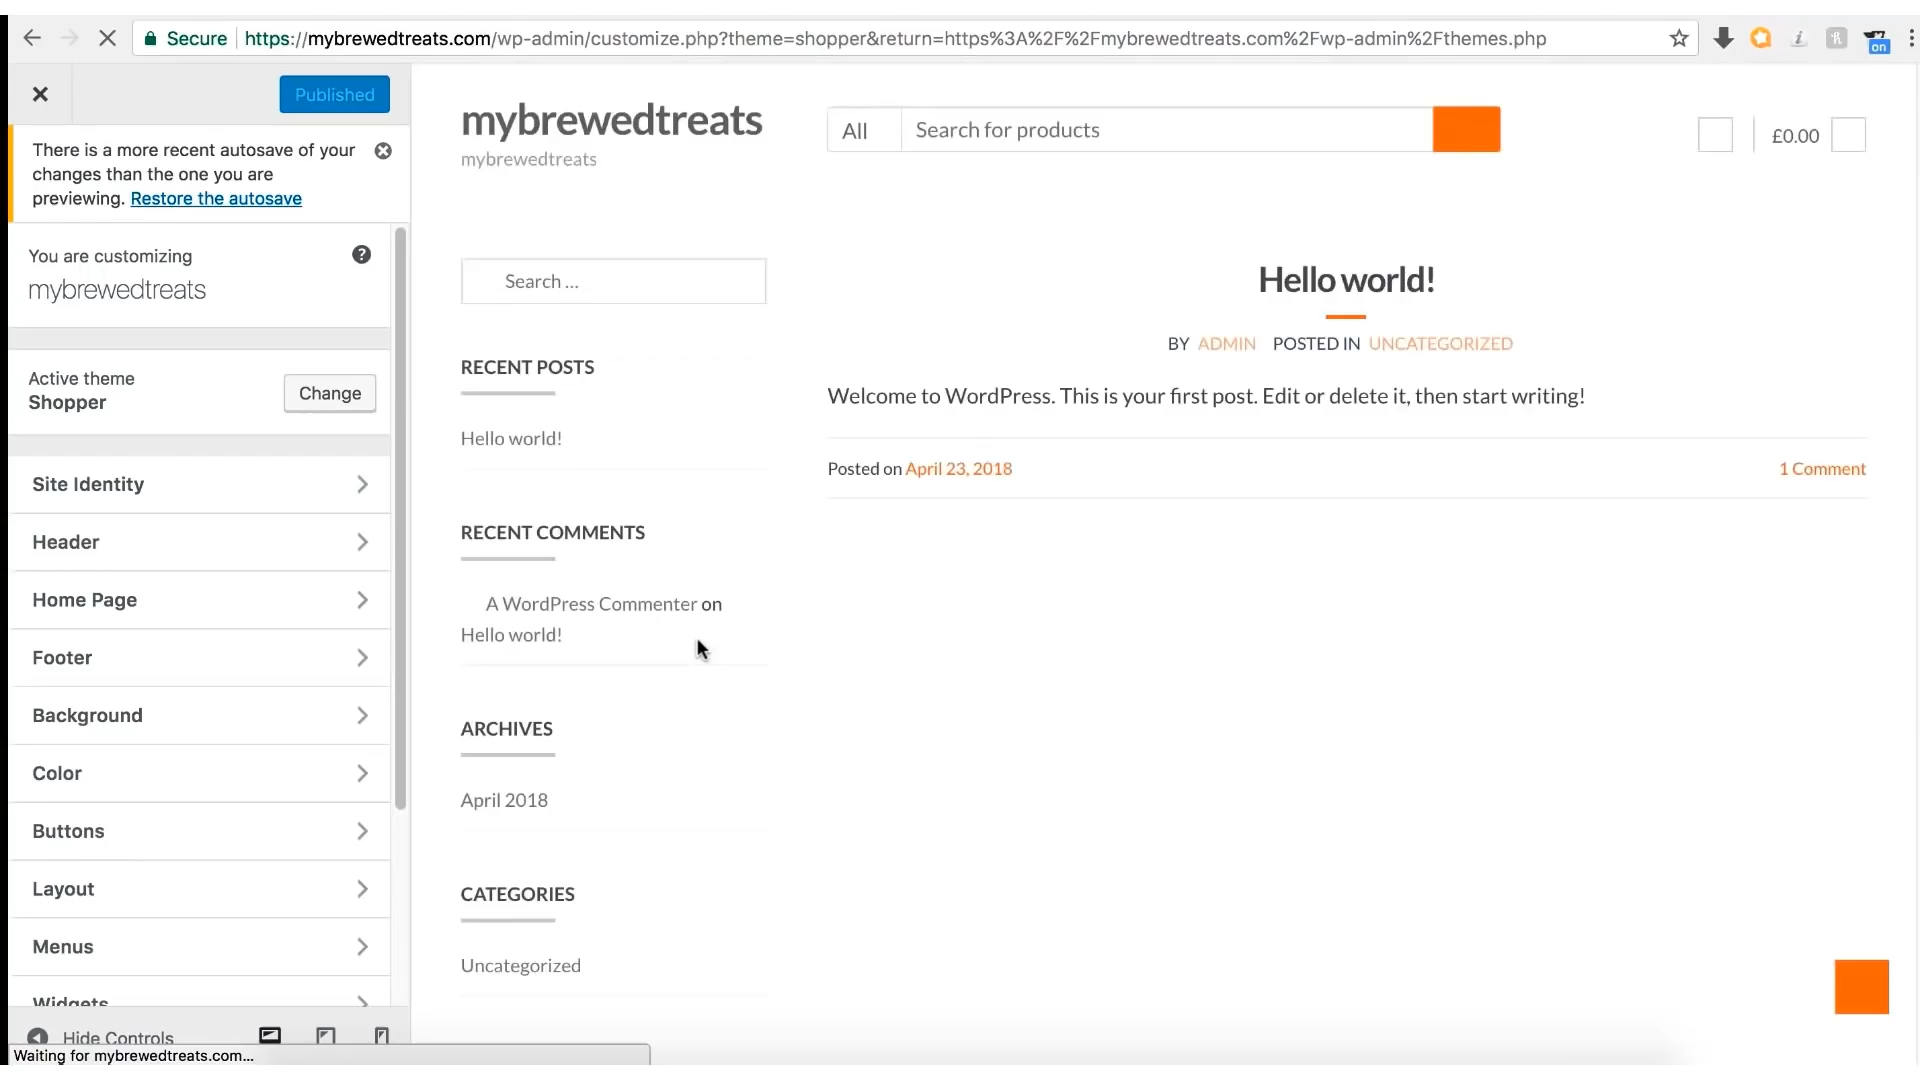 Secure https://mybrewedtreats.com/wp-admin/customize.php?theme=shopper&return=https%3A%2F%2Fmybrewedtreats.com%2Fwp-admin%2Fthemes.php
on
Published
There is a more recent autosave of your
changes than the one you are
previewing. Restore the autosave
You are customizing
mybrewedtreats
Active theme
Shopper
Change
Site Identity
Header
Home Page
Footer
Background
Color
Buttons
Layout
Menus
Widgets
Hide Controls
Waiting for mybrewedtreats.com...
mybrewedtreats
mybrewedtreats
All Search for products
£0.00
Search …
RECENT POSTS
Hello world!
RECENT COMMENTS
A WordPress Commenter on
Hello world!
ARCHIVES
April 2018
CATEGORIES
Uncategorized
Hello world!
BY ADMIN POSTED IN UNCATEGORIZED
Welcome to WordPress. This is your first post. Edit or delete it, then start writing!
Posted on April 23, 2018
1 Comment